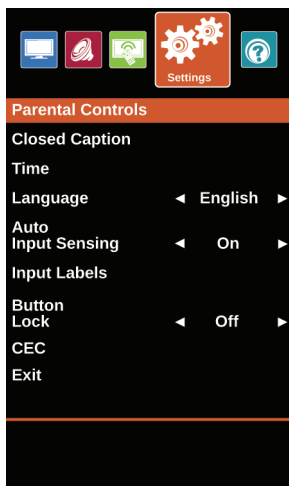 Settings
Parental Controls
Closed Caption
Time
Language ◄ English ►
Auto
Input Sensing ◄ On ►
Input Labels
Button
Lock ◄ Off ►
CEC
Exit